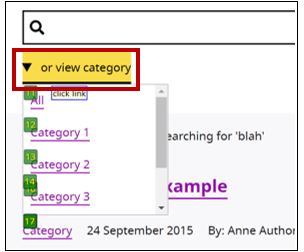 or view category
11 click link
All
12
Category 1
earching for 'blah'
13
Category 2
14
xample
Category 3
17
Category 24 September 2015 By: Anne Autho